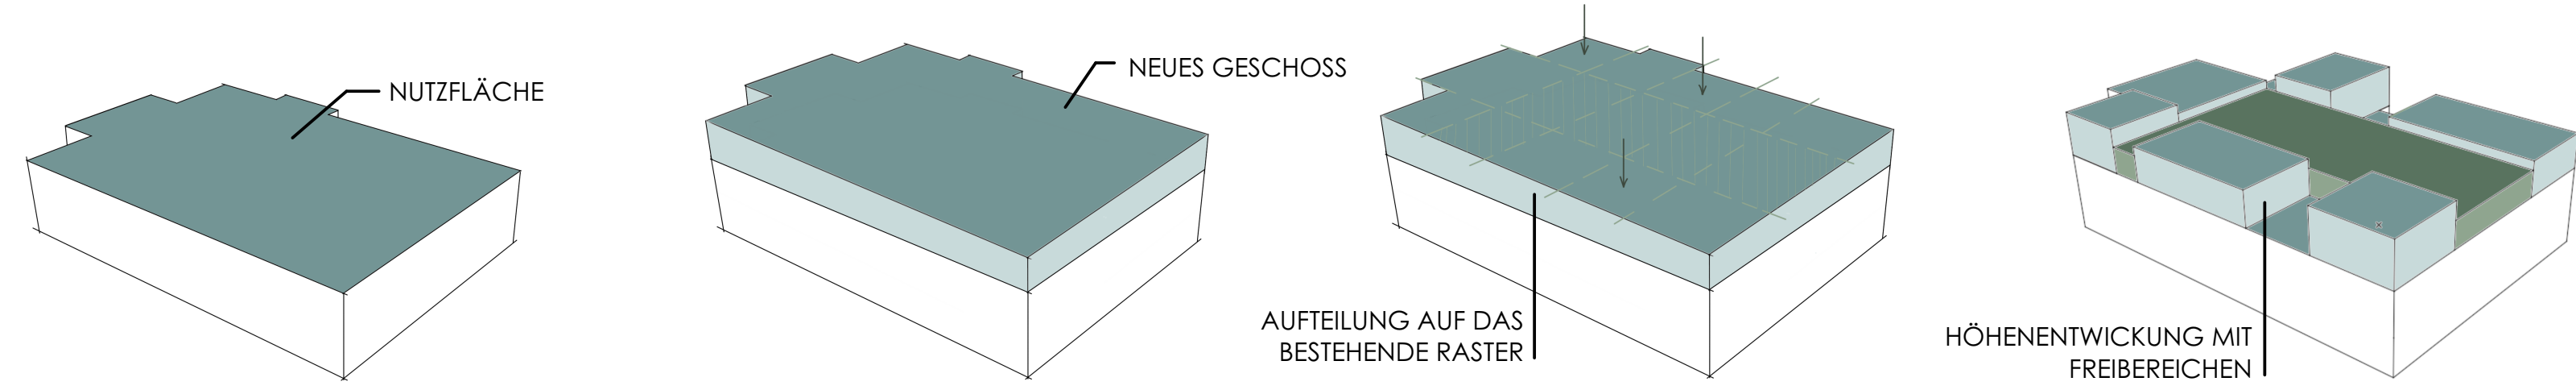 NUTZFLÄCHE
NEUES GESCHOSS
AUFTEILUNG AUF DAS
BESTEHENDE RASTER
HÖHENENTWICKUNG MIT
FREIBEREICHEN